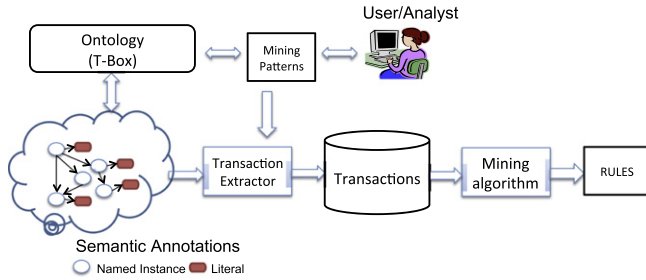 User/Analyst
Ontology
(T-Box)
Mining
Patterns
Transaction
Extractor
Transactions
Mining
algorithm
RULES
Semantic Annotations
Named Instance
Literal